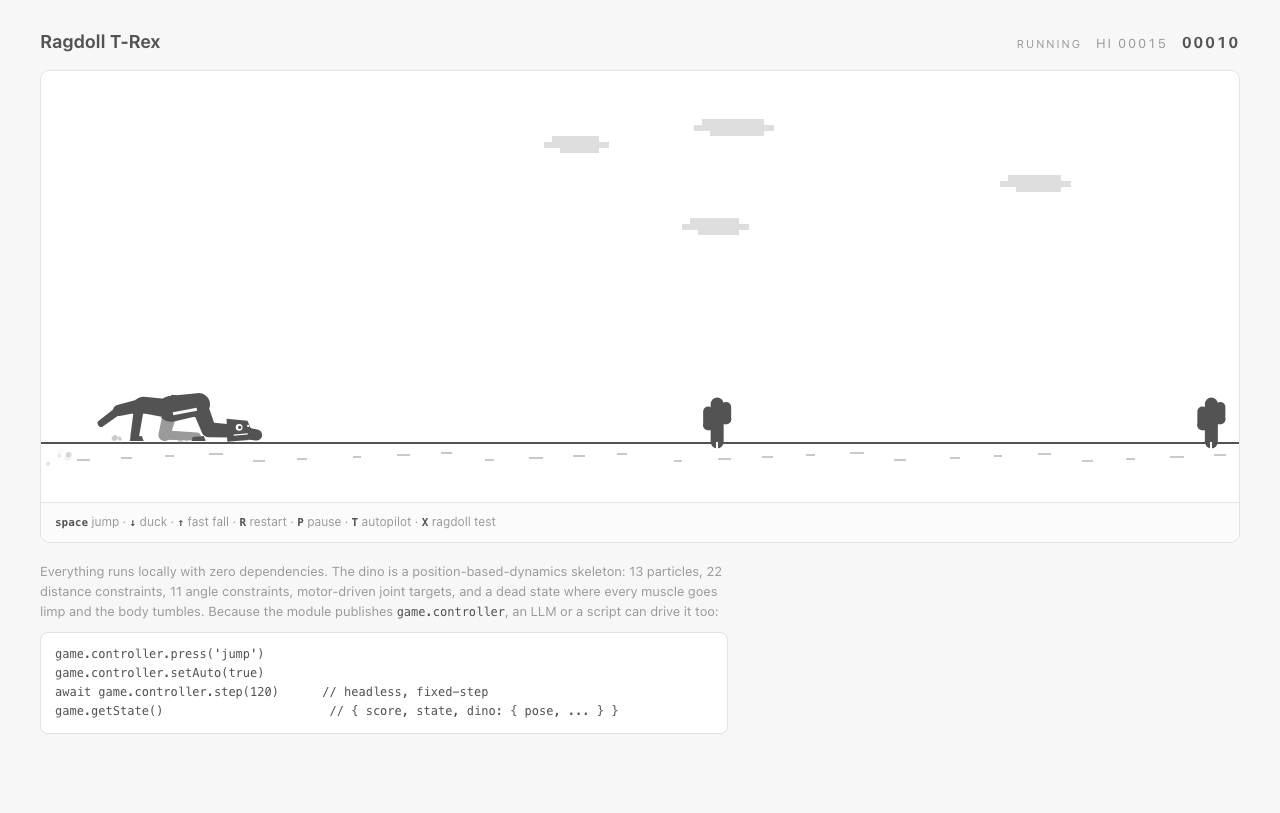 Ragdoll T-Rex
RUNNING HI 00015 00010
space jump · ↓ duck · ↑ fast fall · R restart · P pause · T autopilot · X ragdoll test
Everything runs locally with zero dependencies. The dino is a position-based-dynamics skeleton: 13 particles, 22
distance constraints, 11 angle constraints, motor-driven joint targets, and a dead state where every muscle goes
limp and the body tumbles. Because the module publishes game.controller, an LLM or a script can drive it too:
game.controller.press('jump')
game.controller.setAuto(true)
await game.controller.step(120)      // headless, fixed-step
game.getState()                       // { score, state, dino: { pose, ... } }